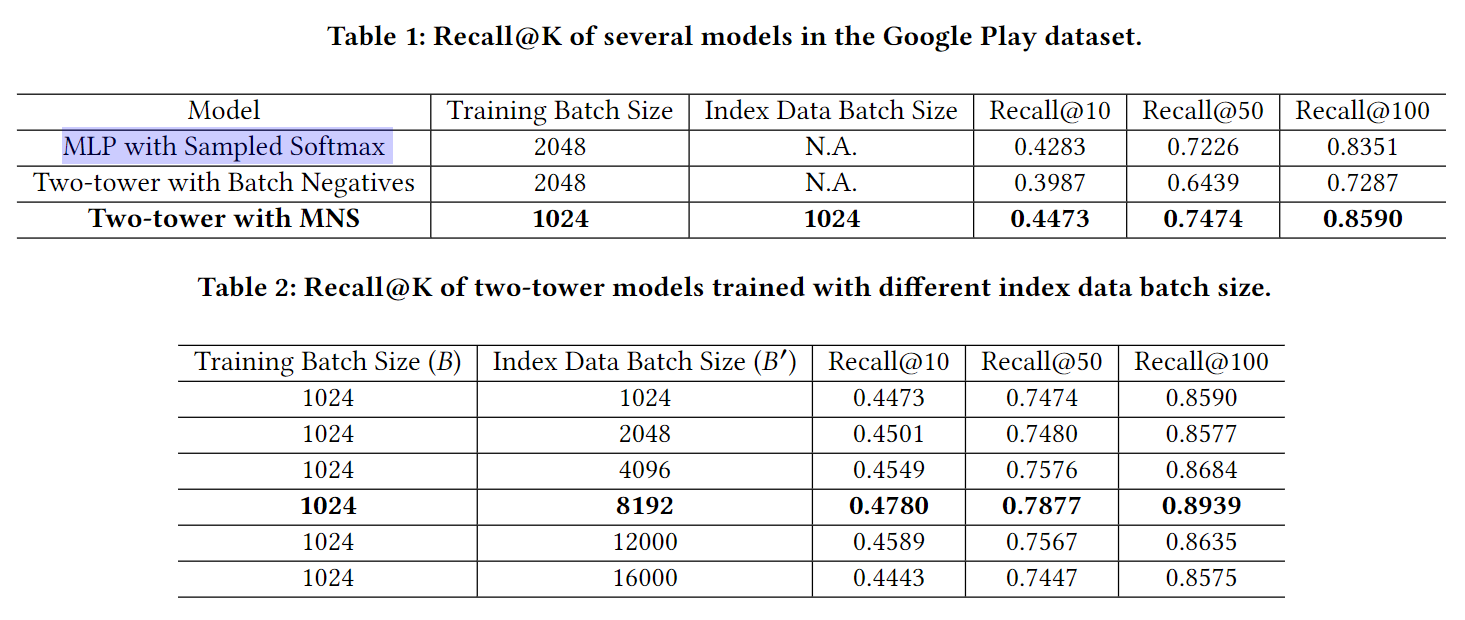 Table 1: Recall@K of several models in the Google Play dataset.
Model Training Batch Size Index Data Batch Size Recall@10 Recall@50 Recall@100
MLP with Sampled Softmax 2048 N.A. 0.4283 0.7226 0.8351
Two-tower with Batch Negatives 2048 N.A. 0.3987 0.6439 0.7287
Two-tower with MNS 1024 1024 0.4473 0.7474 0.8590
Table 2: Recall@K of two-tower models trained with different index data batch size.
Training Batch Size (B) Index Data Batch Size (B′) Recall@10 Recall@50 Recall@100
1024 1024 0.4473 0.7474 0.8590
1024 2048 0.4501 0.7480 0.8577
1024 4096 0.4549 0.7576 0.8684
1024 8192 0.4780 0.7877 0.8939
1024 12000 0.4589 0.7567 0.8635
1024 16000 0.4443 0.7447 0.8575